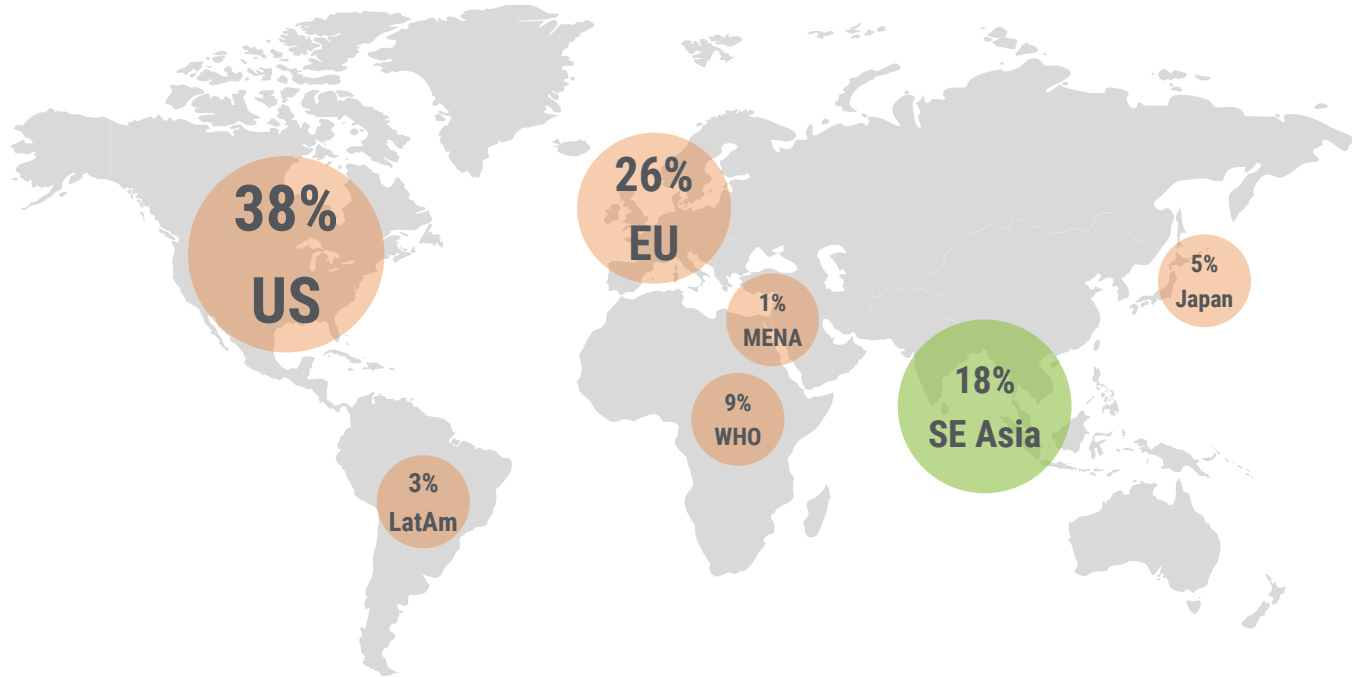 38%
US
26%
EU
1%
MENA
9%
WHO
3%
LatAm
5%
Japan
18%
SE Asia